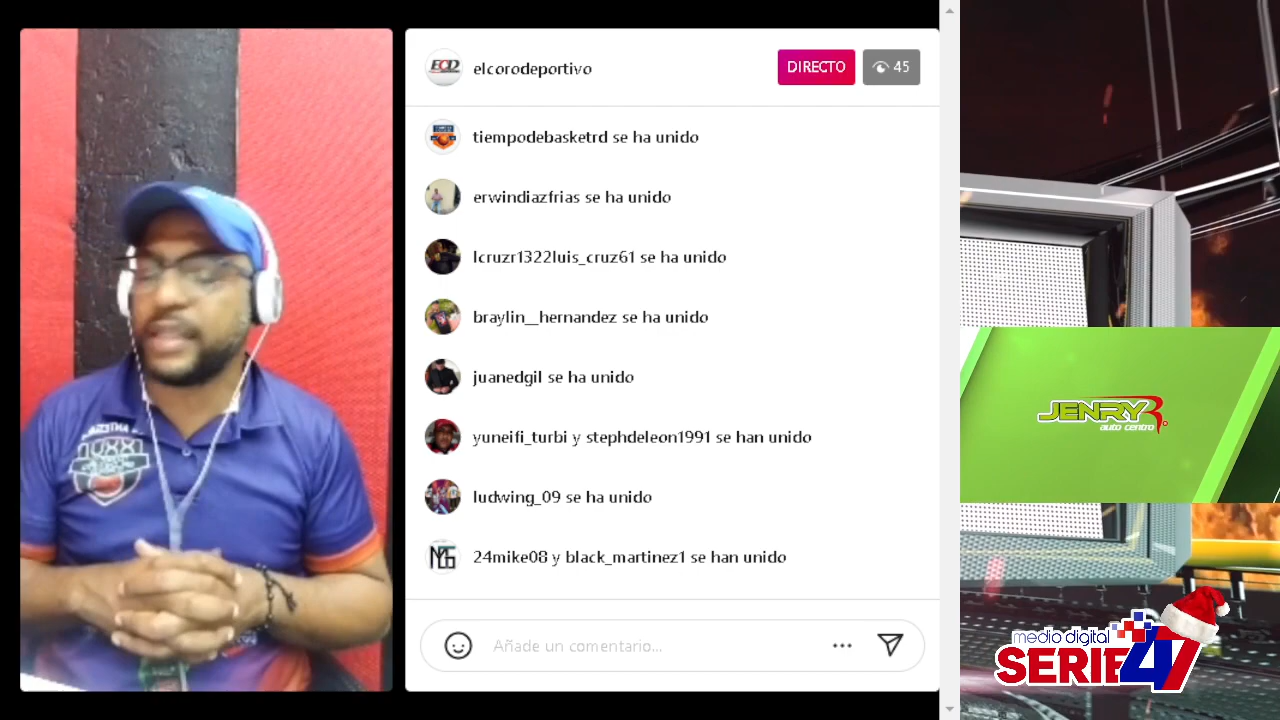 ECD
elcorodeportivo
DIRECTO
45
tiempodebasketrd se ha unido
erwindiazfrias se ha unido
lcruzr1322luis_cruz61 se ha unido
braylin__hernandez se ha unido
juanedgil se ha unido
yuneifi_turbi y stephdeleon1991 se han unido
ludwing_09 se ha unido
24mike08 y black_martinez1 se han unido
Añade un comentario...
JENRY R
auto centro
medio digital
SERIE 47